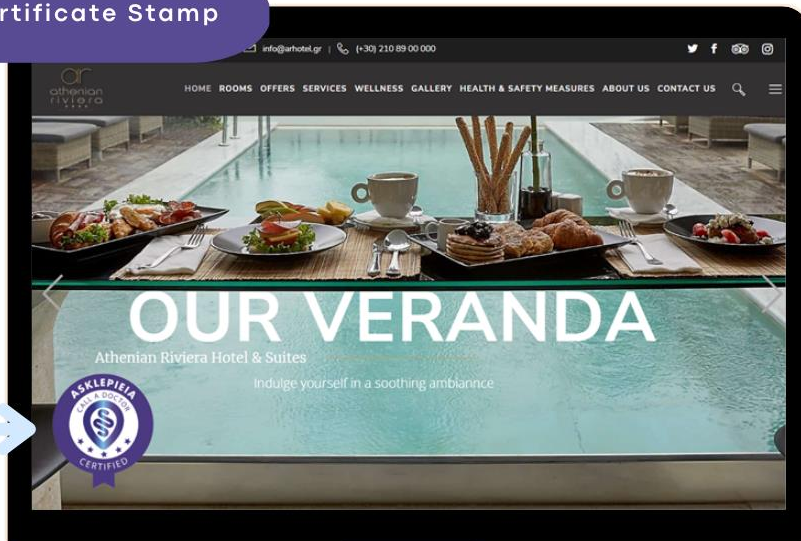 rtificate Stamp
info@arhotel.gr | (+30) 210 89 00 000
ar
athenian
riviera
HOME ROOMS OFFERS SERVICES WELLNESS GALLERY HEALTH & SAFETY MEASURES ABOUT US CONTACT US
OUR VERANDA
Athenian Riviera Hotel & Suites
Indulge yourself in a soothing ambiannce
ASKLEPIEIA
CALL A DOCTOR
CERTIFIED